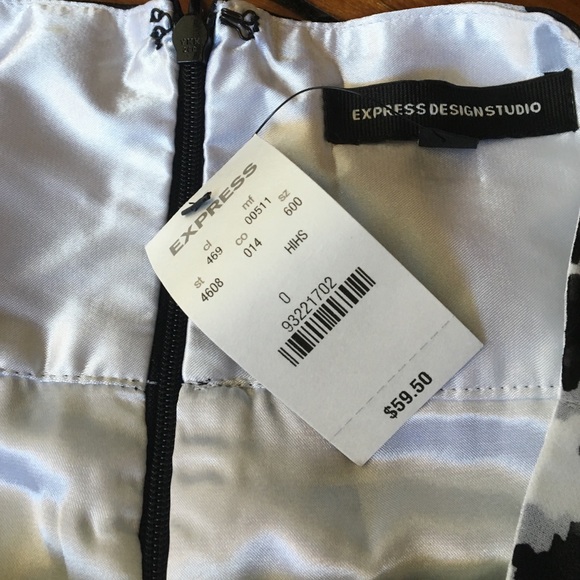 EXPRESS DESIGN STUDIO
EXPRESS
cl mf sz
469 00511 600
st co
4608 014 HIHS
0
93221702
$59.50